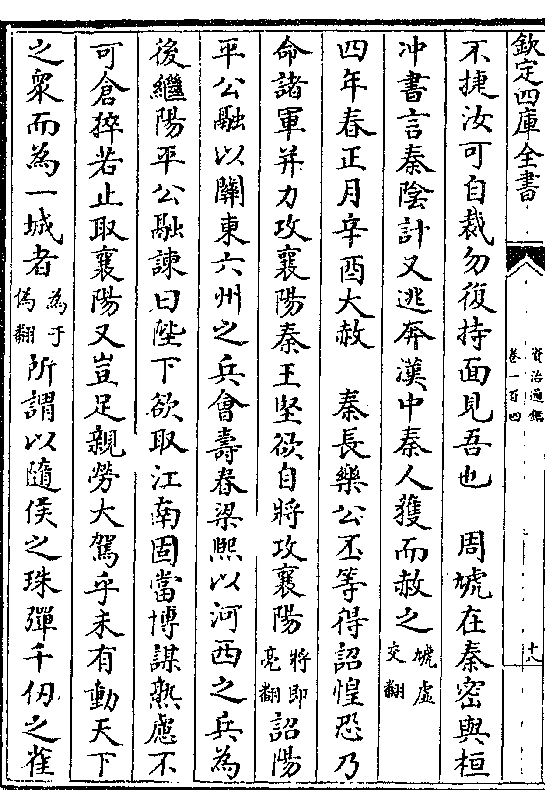 欽定四庫全書
資治通鑑
卷一百四
十八
不捷汝可自裁勿復持面見吾也　周虓在秦密與桓
冲書言秦陰計又逃奔漢中秦人獲而赦之虓虚交翻
四年春正月辛酉大赦　秦長樂公丕等得詔惶恐乃
命諸軍并力攻襄陽秦王堅欲自將攻襄陽將即亮翻詔陽
平公融以關東六州之兵會壽春梁熙以河西之兵為
後繼陽平公融諫曰陛下欲取江南固當博謀熟慮不
可倉猝若止取襄陽又豈足親勞大駕乎未有動天下
之衆而為一城者為于偽翻所謂以隨侯之珠彈千仞之雀